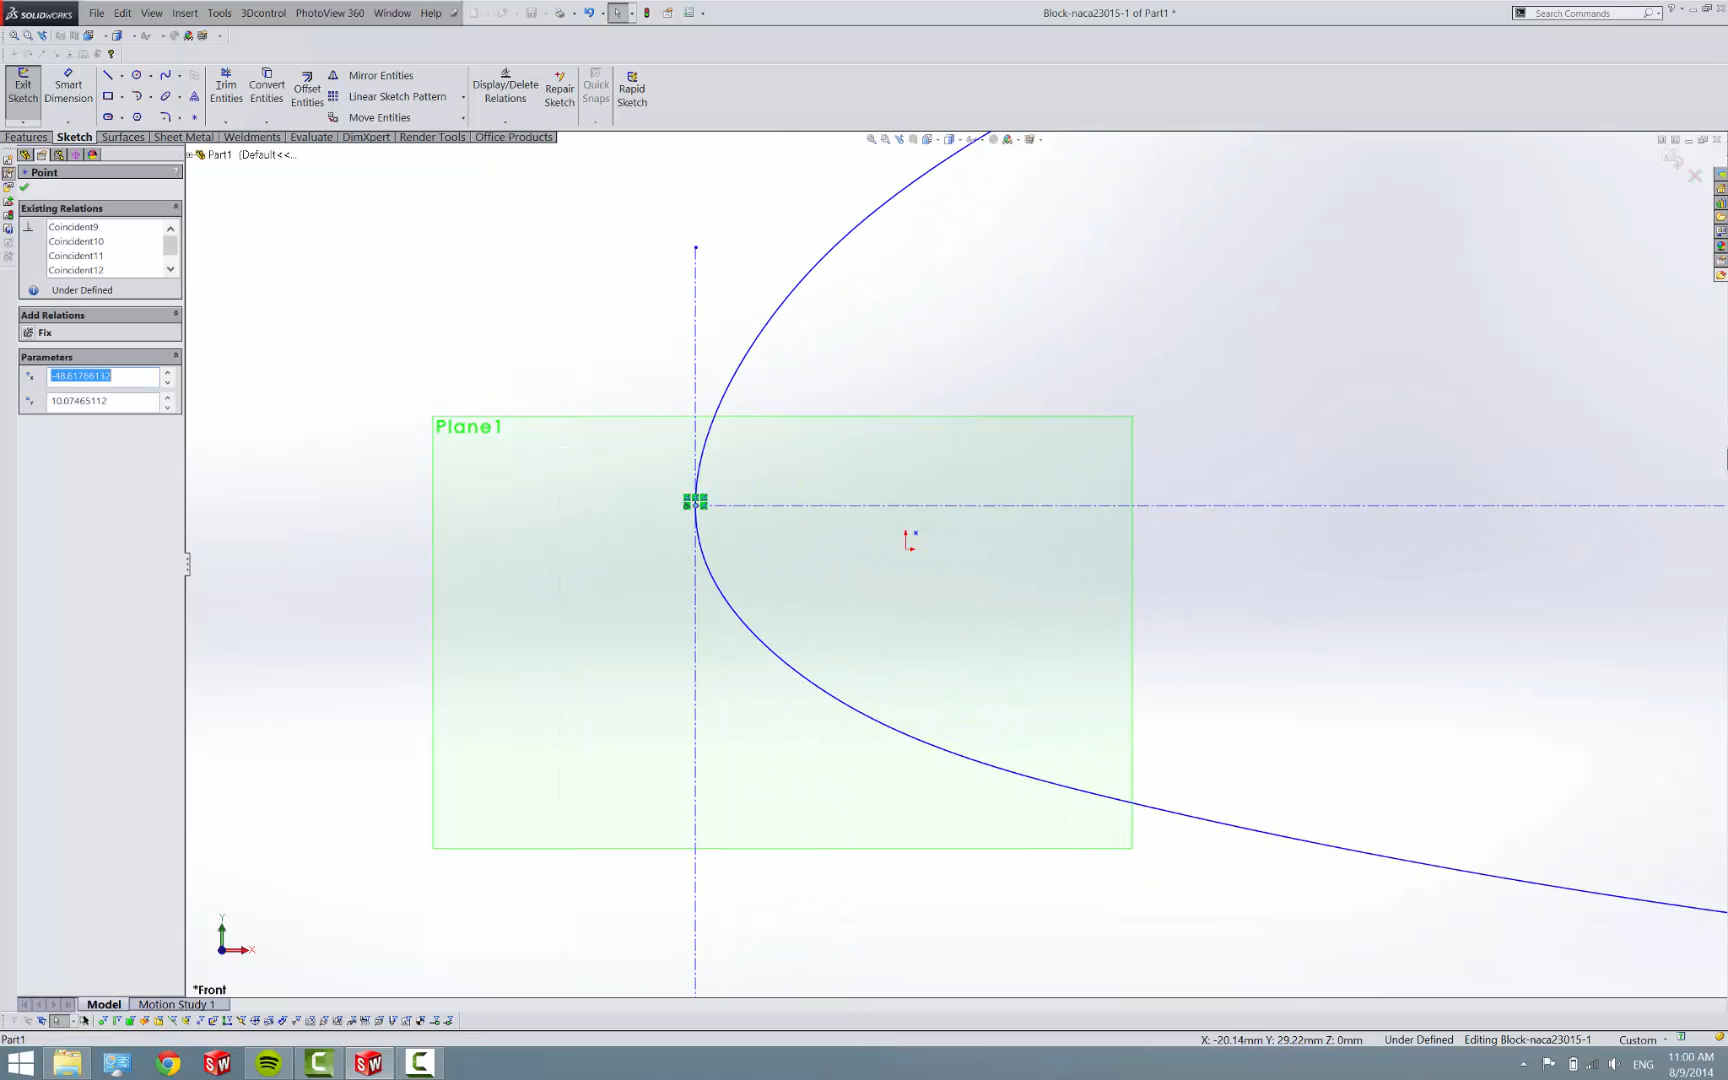 SOLIDWORKS File Edit View Insert Tools 3Dcontrol PhotoView 360 Window Help Block-naca23015-1 of Part1 * Search Commands
Exit Sketch
Smart Dimension
Trim Entities
Convert Entities
Offset Entities
Mirror Entities
Linear Sketch Pattern
Move Entities
Display/Delete Relations
Repair Sketch
Quick Snaps
Rapid Sketch
Features Sketch Surfaces Sheet Metal Weldments Evaluate DimXpert Render Tools Office Products
Part1 (Default<<...
Point
Existing Relations
Coincident9
Coincident10
Coincident11
Coincident12
Under Defined
Add Relations
Fix
Parameters
-48.61766132
10.07465112
Plane1
Y
X
*Front
Model Motion Study 1
Part1 X: -20.14mm Y: 29.22mm Z: 0mm Under Defined Editing Block-naca23015-1 Custom
ENG
11:00 AM
8/9/2014